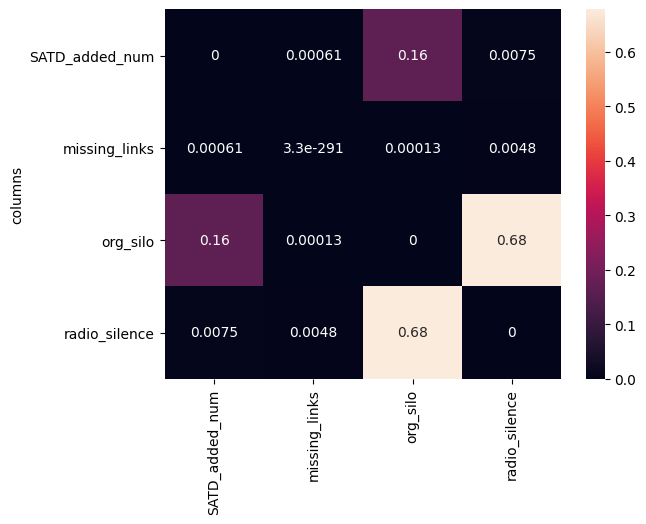 SATD_added_num 0 0.00061 0.16 0.0075
missing_links 0.00061 3.3e-291 0.00013 0.0048
org_silo 0.16 0.00013 0 0.68
radio_silence 0.0075 0.0048 0.68 0
columns
SATD_added_num
missing_links
org_silo
radio_silence
0.6
0.5
0.4
0.3
0.2
0.1
0.0